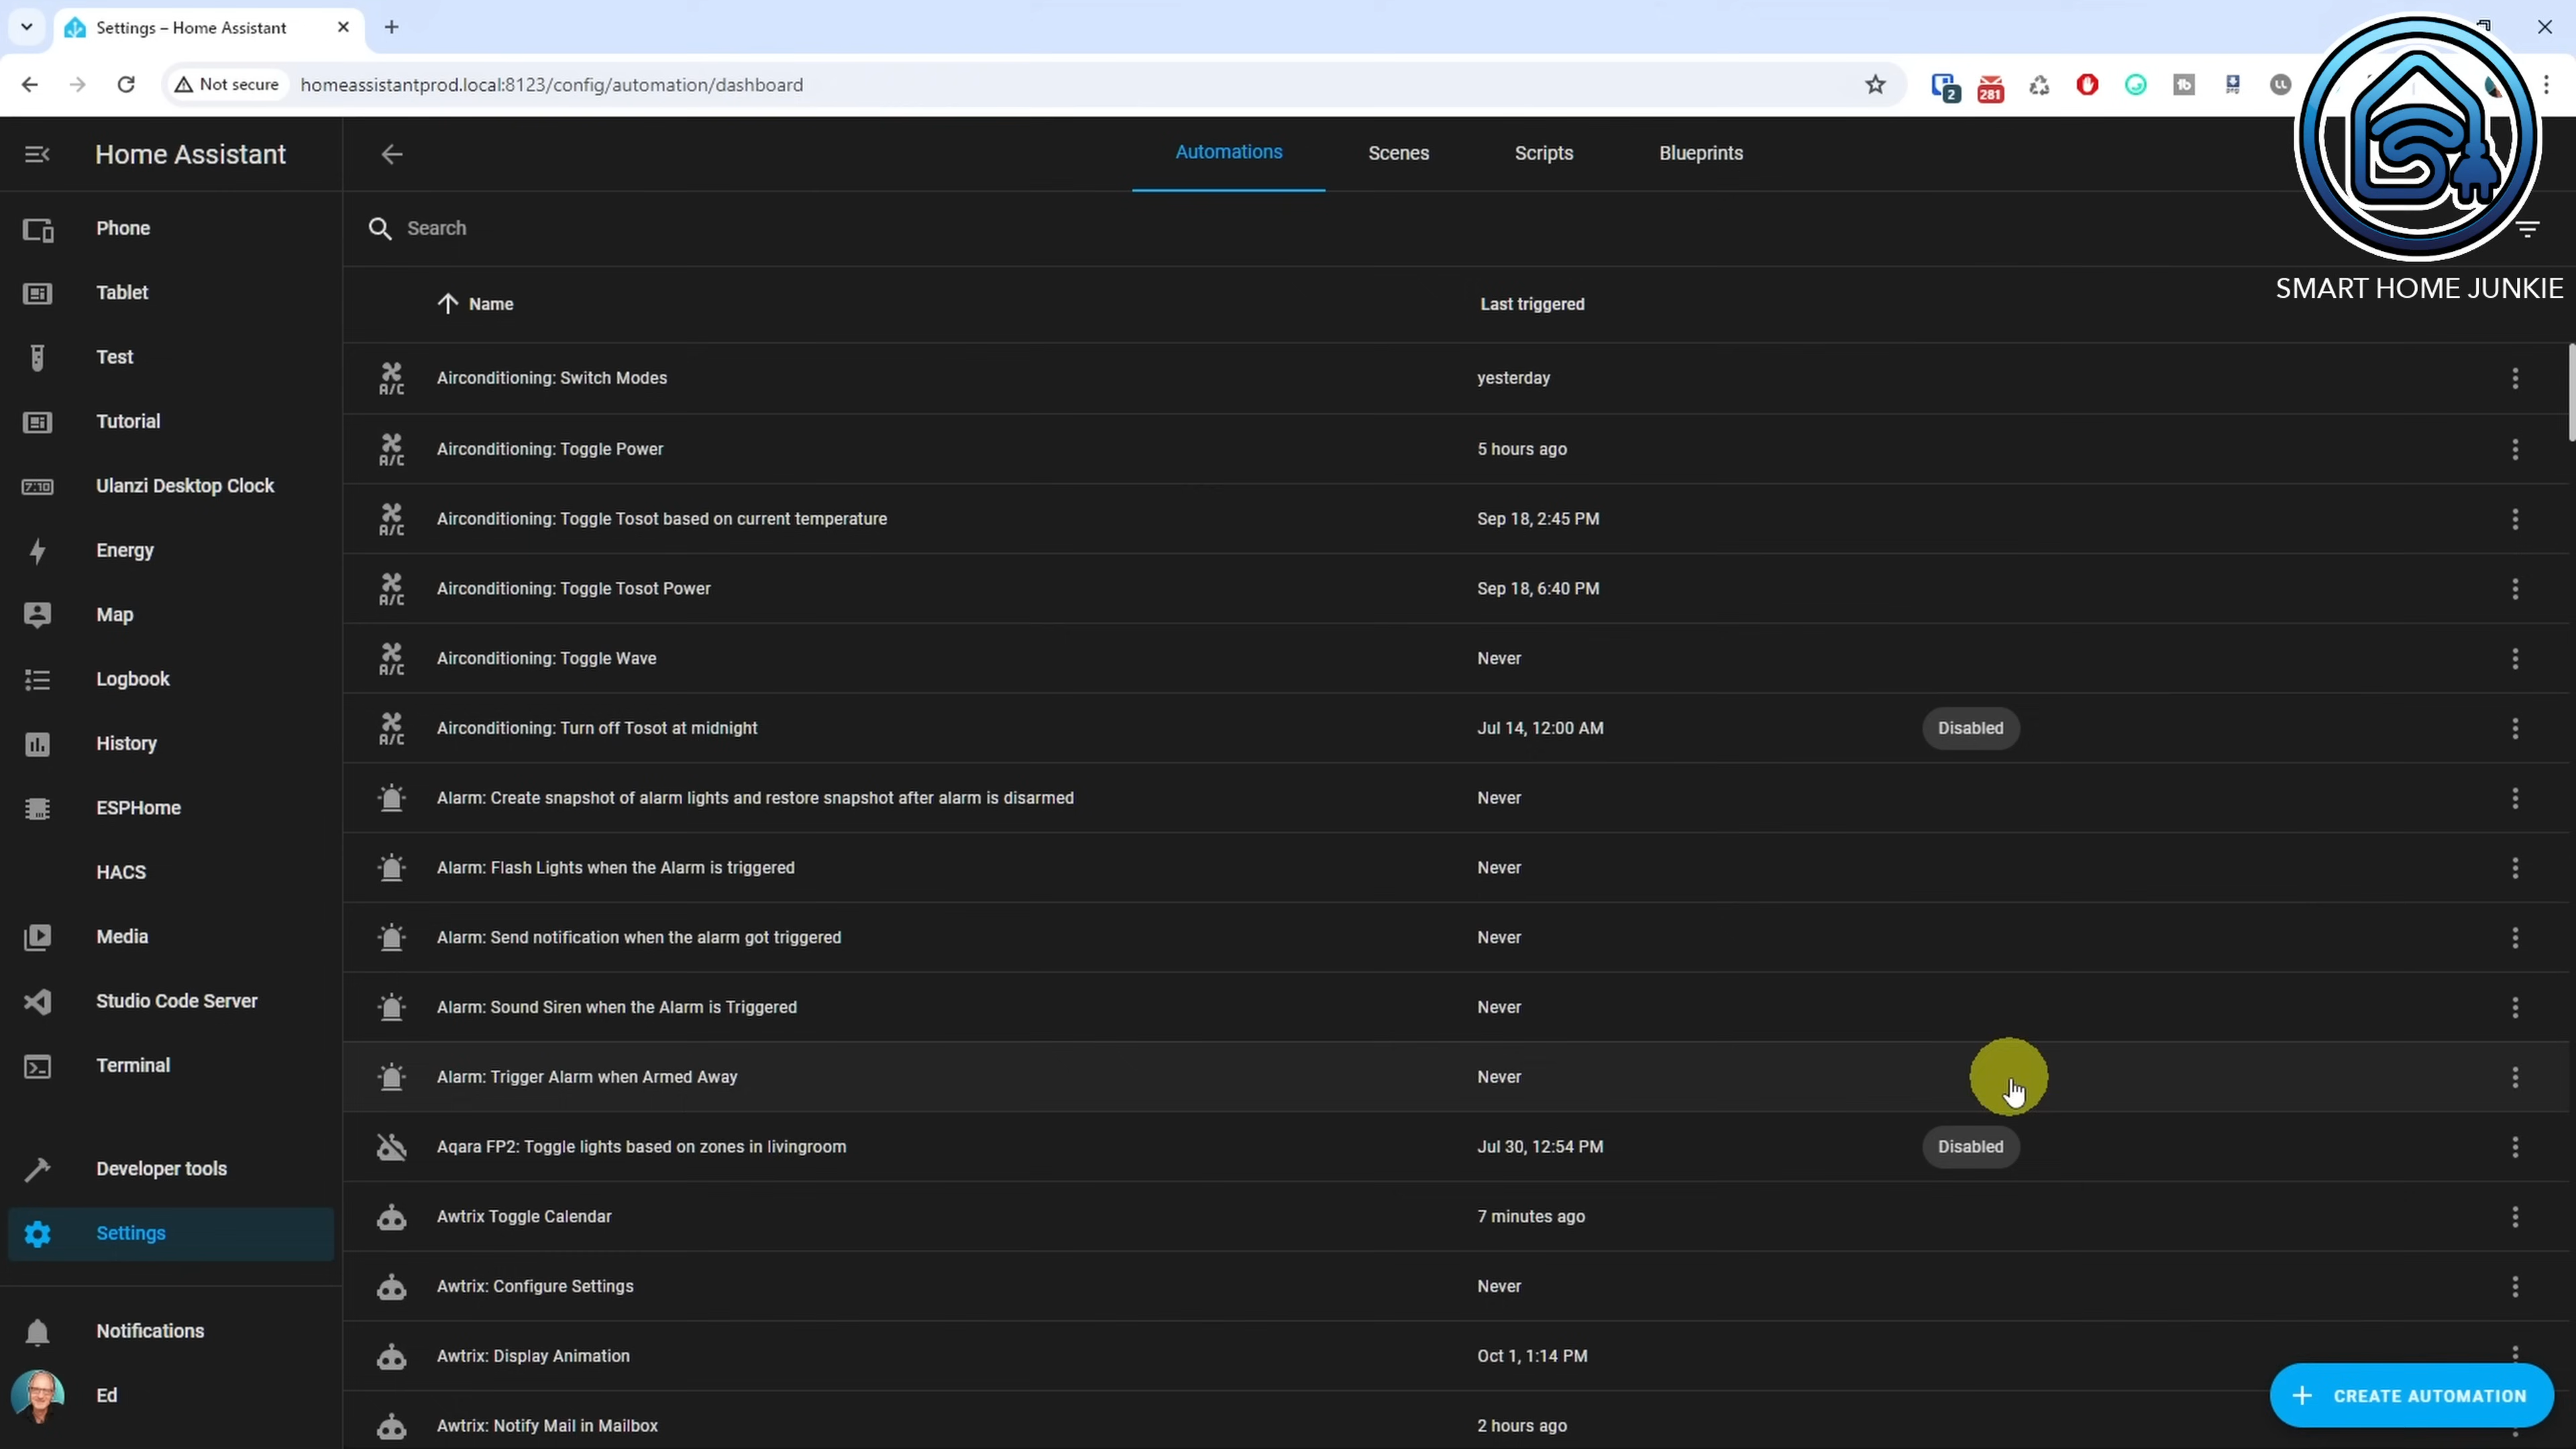 Settings – Home Assistant
Not secure
homeassistantprod.local:8123/config/automation/dashboard
2
281
Home Assistant
Automations
Scenes
Scripts
Blueprints
SMART HOME JUNKIE
Phone
Tablet
Test
Tutorial
7:10
Ulanzi Desktop Clock
Energy
Map
Logbook
History
ESPHome
HACS
Media
Studio Code Server
Terminal
Developer tools
Settings
Notifications
Ed
Search
Name
Last triggered
A/C
Airconditioning: Switch Modes
yesterday
A/C
Airconditioning: Toggle Power
5 hours ago
A/C
Airconditioning: Toggle Tosot based on current temperature
Sep 18, 2:45 PM
A/C
Airconditioning: Toggle Tosot Power
Sep 18, 6:40 PM
A/C
Airconditioning: Toggle Wave
Never
A/C
Airconditioning: Turn off Tosot at midnight
Jul 14, 12:00 AM
Disabled
Alarm: Create snapshot of alarm lights and restore snapshot after alarm is disarmed
Never
Alarm: Flash Lights when the Alarm is triggered
Never
Alarm: Send notification when the alarm got triggered
Never
Alarm: Sound Siren when the Alarm is Triggered
Never
Alarm: Trigger Alarm when Armed Away
Never
Aqara FP2: Toggle lights based on zones in livingroom
Jul 30, 12:54 PM
Disabled
Awtrix Toggle Calendar
7 minutes ago
Awtrix: Configure Settings
Never
Awtrix: Display Animation
Oct 1, 1:14 PM
Awtrix: Notify Mail in Mailbox
2 hours ago
CREATE AUTOMATION